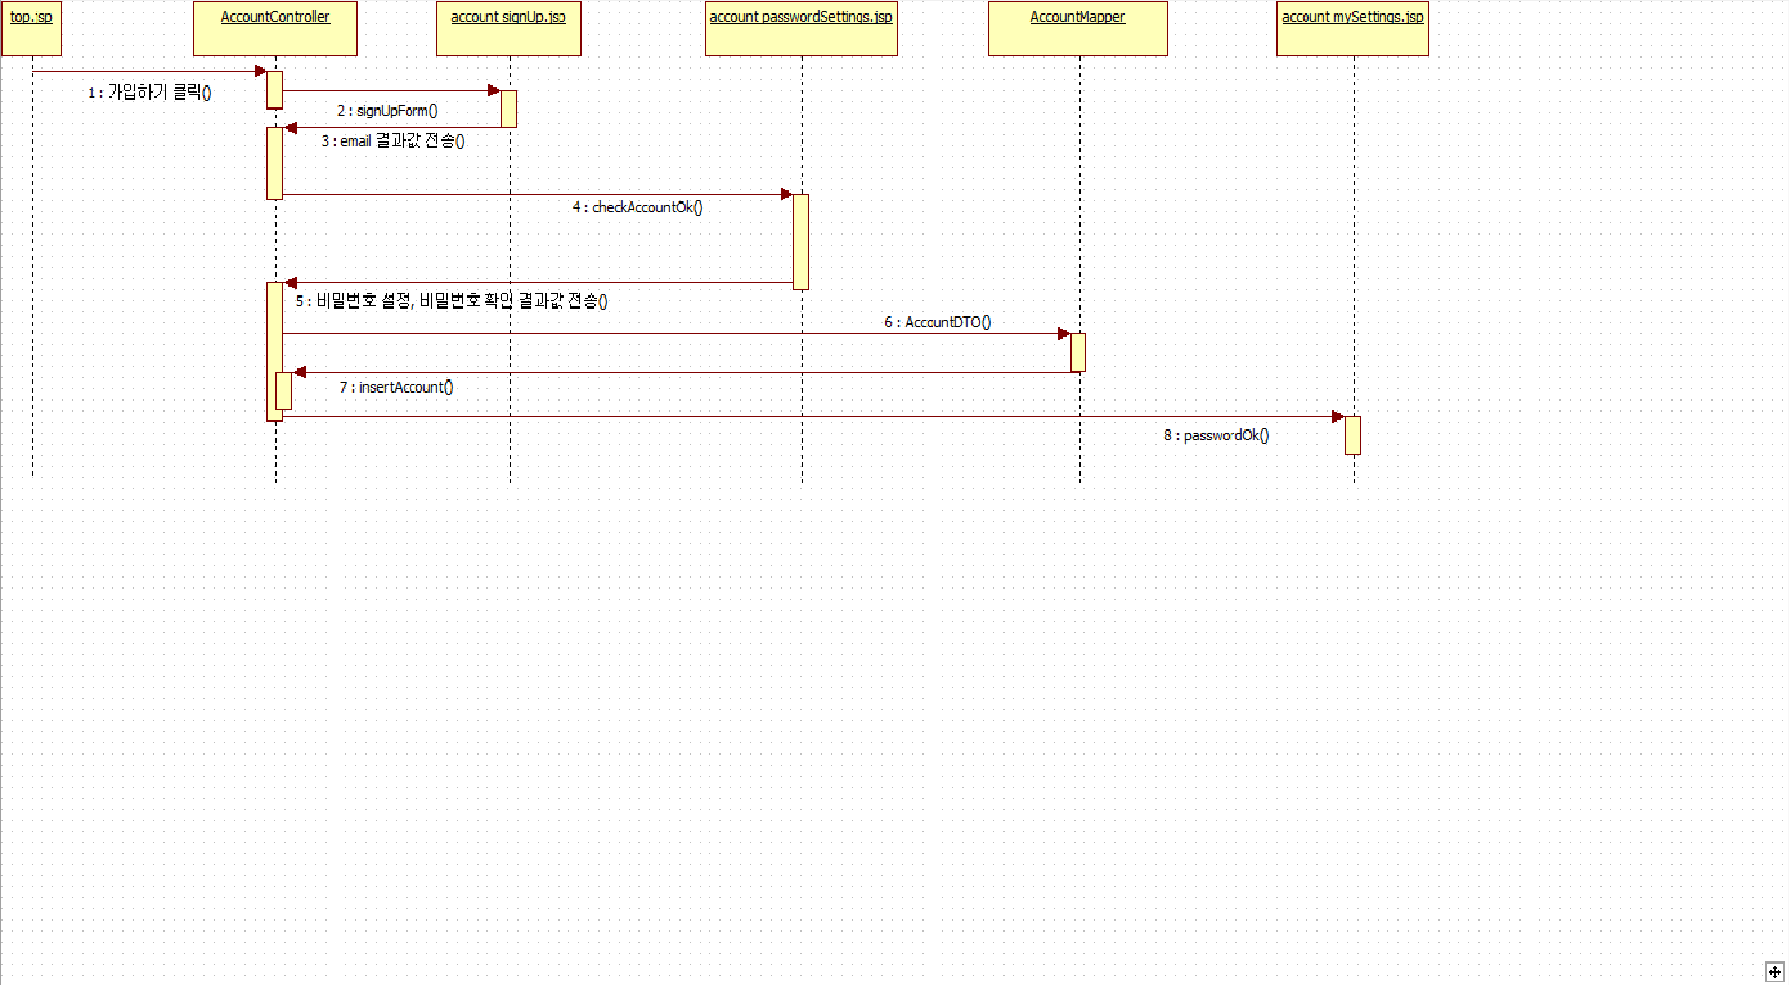 top.jsp
AccountController
account signUp.jsp
account passwordSettings.jsp
AccountMapper
account mySettings.jsp
1 : 가입하기 클릭()
2 : signUpForm()
3 : email 결과값 전송()
4 : checkAccountOk()
5 : 비밀번호 설정, 비밀번호 확인 결과값 전송()
6 : AccountDTO()
7 : insertAccount()
8 : passwordOk()